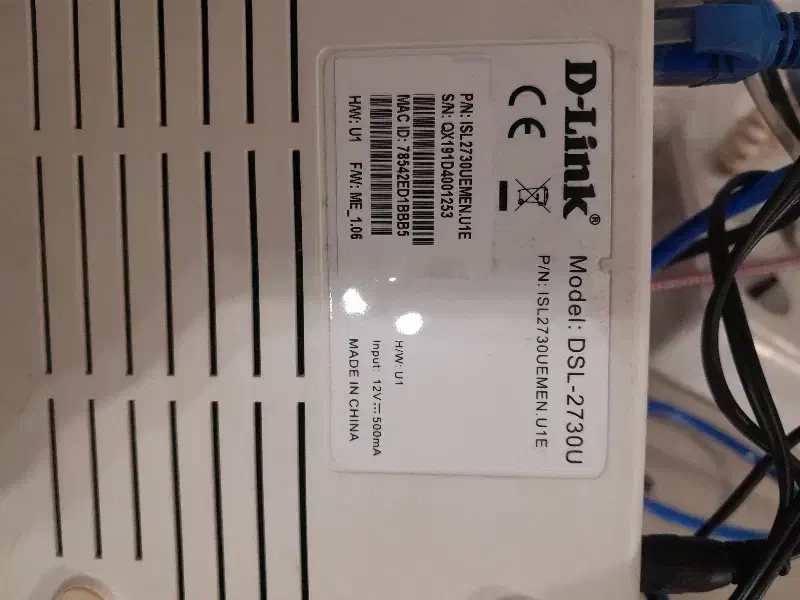 D-Link®
Model: DSL-2730U
P/N: ISL2730UEMEN.U1E
CE
P/N: ISL2730UEMEN.U1E
S/N: QX191D4001253
MAC ID: 78542ED1BBB5
H/W: U1 F/W: ME_1.06
H/W: U1
Input: 12V⎓500mA
MADE IN CHINA